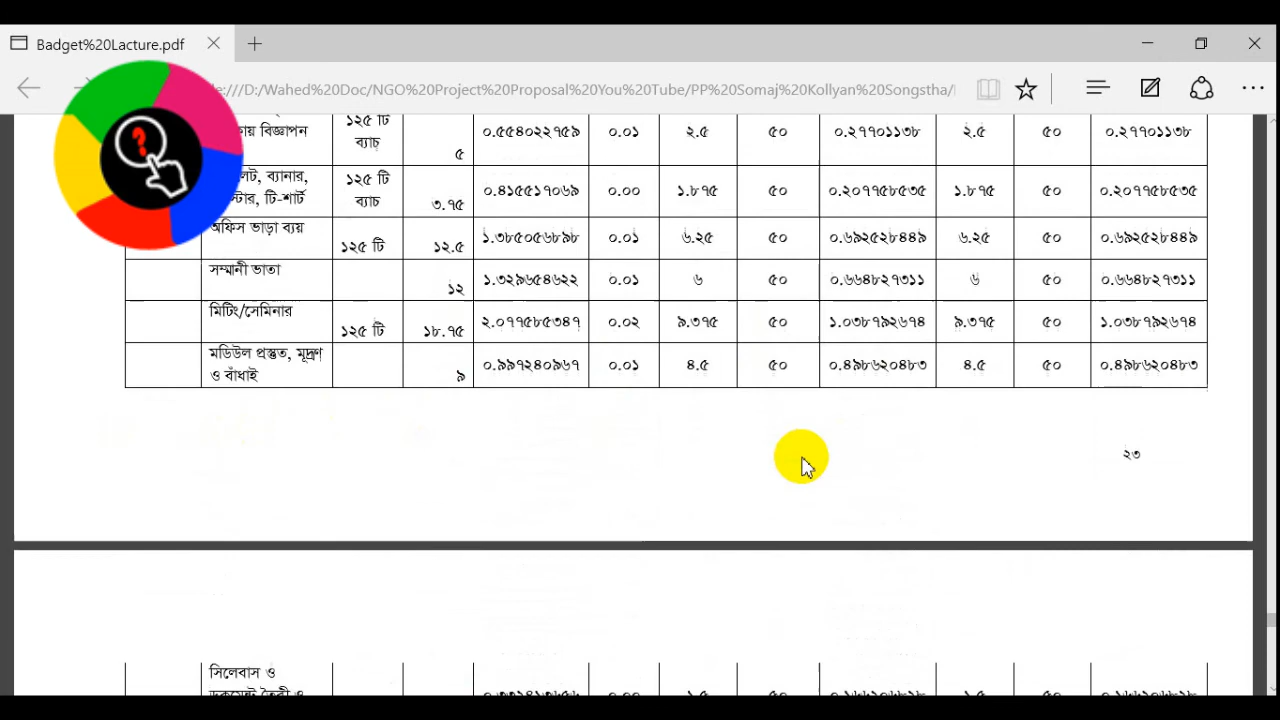 Badget%20Lacture.pdf
e:///D:/Wahed%20Doc/NGO%20Project%20Proposal%20You%20Tube/PP%20Somaj%20Kollyan%20Songstha/
?
য় বিজ্ঞাপন ১২৫ টি ব্যাচ ৫ ০.৫৫৪০২২৭৫৯ ০.০১ ২.৫ ৫০ ০.২৭৭০১১৩৮ ২.৫ ৫০ ০.২৭৭০১১৩৮
লট, ব্যানার, ১২৫ টি ০.৪১৫৫১৭০৬৯ ০.০০ ১.৮৭৫ ৫০ ০.২০৭৭৫৮৫৩৫ ১.৮৭৫ ৫০ ০.২০৭৭৫৮৫৩৫
স্টার, টি-শার্ট ব্যাচ ৩.৭৫
অফিস ভাড়া ব্যয় ১২৫ টি ১২.৫ ১.৩৮৫০৫৬৮৯৮ ০.০১ ৬.২৫ ৫০ ০.৬৯২৫২৮৪৪৯ ৬.২৫ ৫০ ০.৬৯২৫২৮৪৪৯
সম্মানী ভাতা ১২ ১.৩২৯৬৫৪৬২২ ০.০১ ৬ ৫০ ০.৬৬৪৮২৭৩১১ ৬ ৫০ ০.৬৬৪৮২৭৩১১
মিটিং/সেমিনার ১২৫ টি ১৮.৭৫ ২.০৭৭৫৮৫৩৪৭ ০.০২ ৯.৩৭৫ ৫০ ১.০৩৮৭৯২৬৭৪ ৯.৩৭৫ ৫০ ১.০৩৮৭৯২৬৭৪
মডিউল প্রস্তুত, মূদ্রণ ০.৯৯৭২৪০৯৬৭ ০.০১ ৪.৫ ৫০ ০.৪৯৮৬২০৪৮৩ ৪.৫ ৫০ ০.৪৯৮৬২০৪৮৩
ও বাঁধাই ৯
২৩
সিলেবাস ও